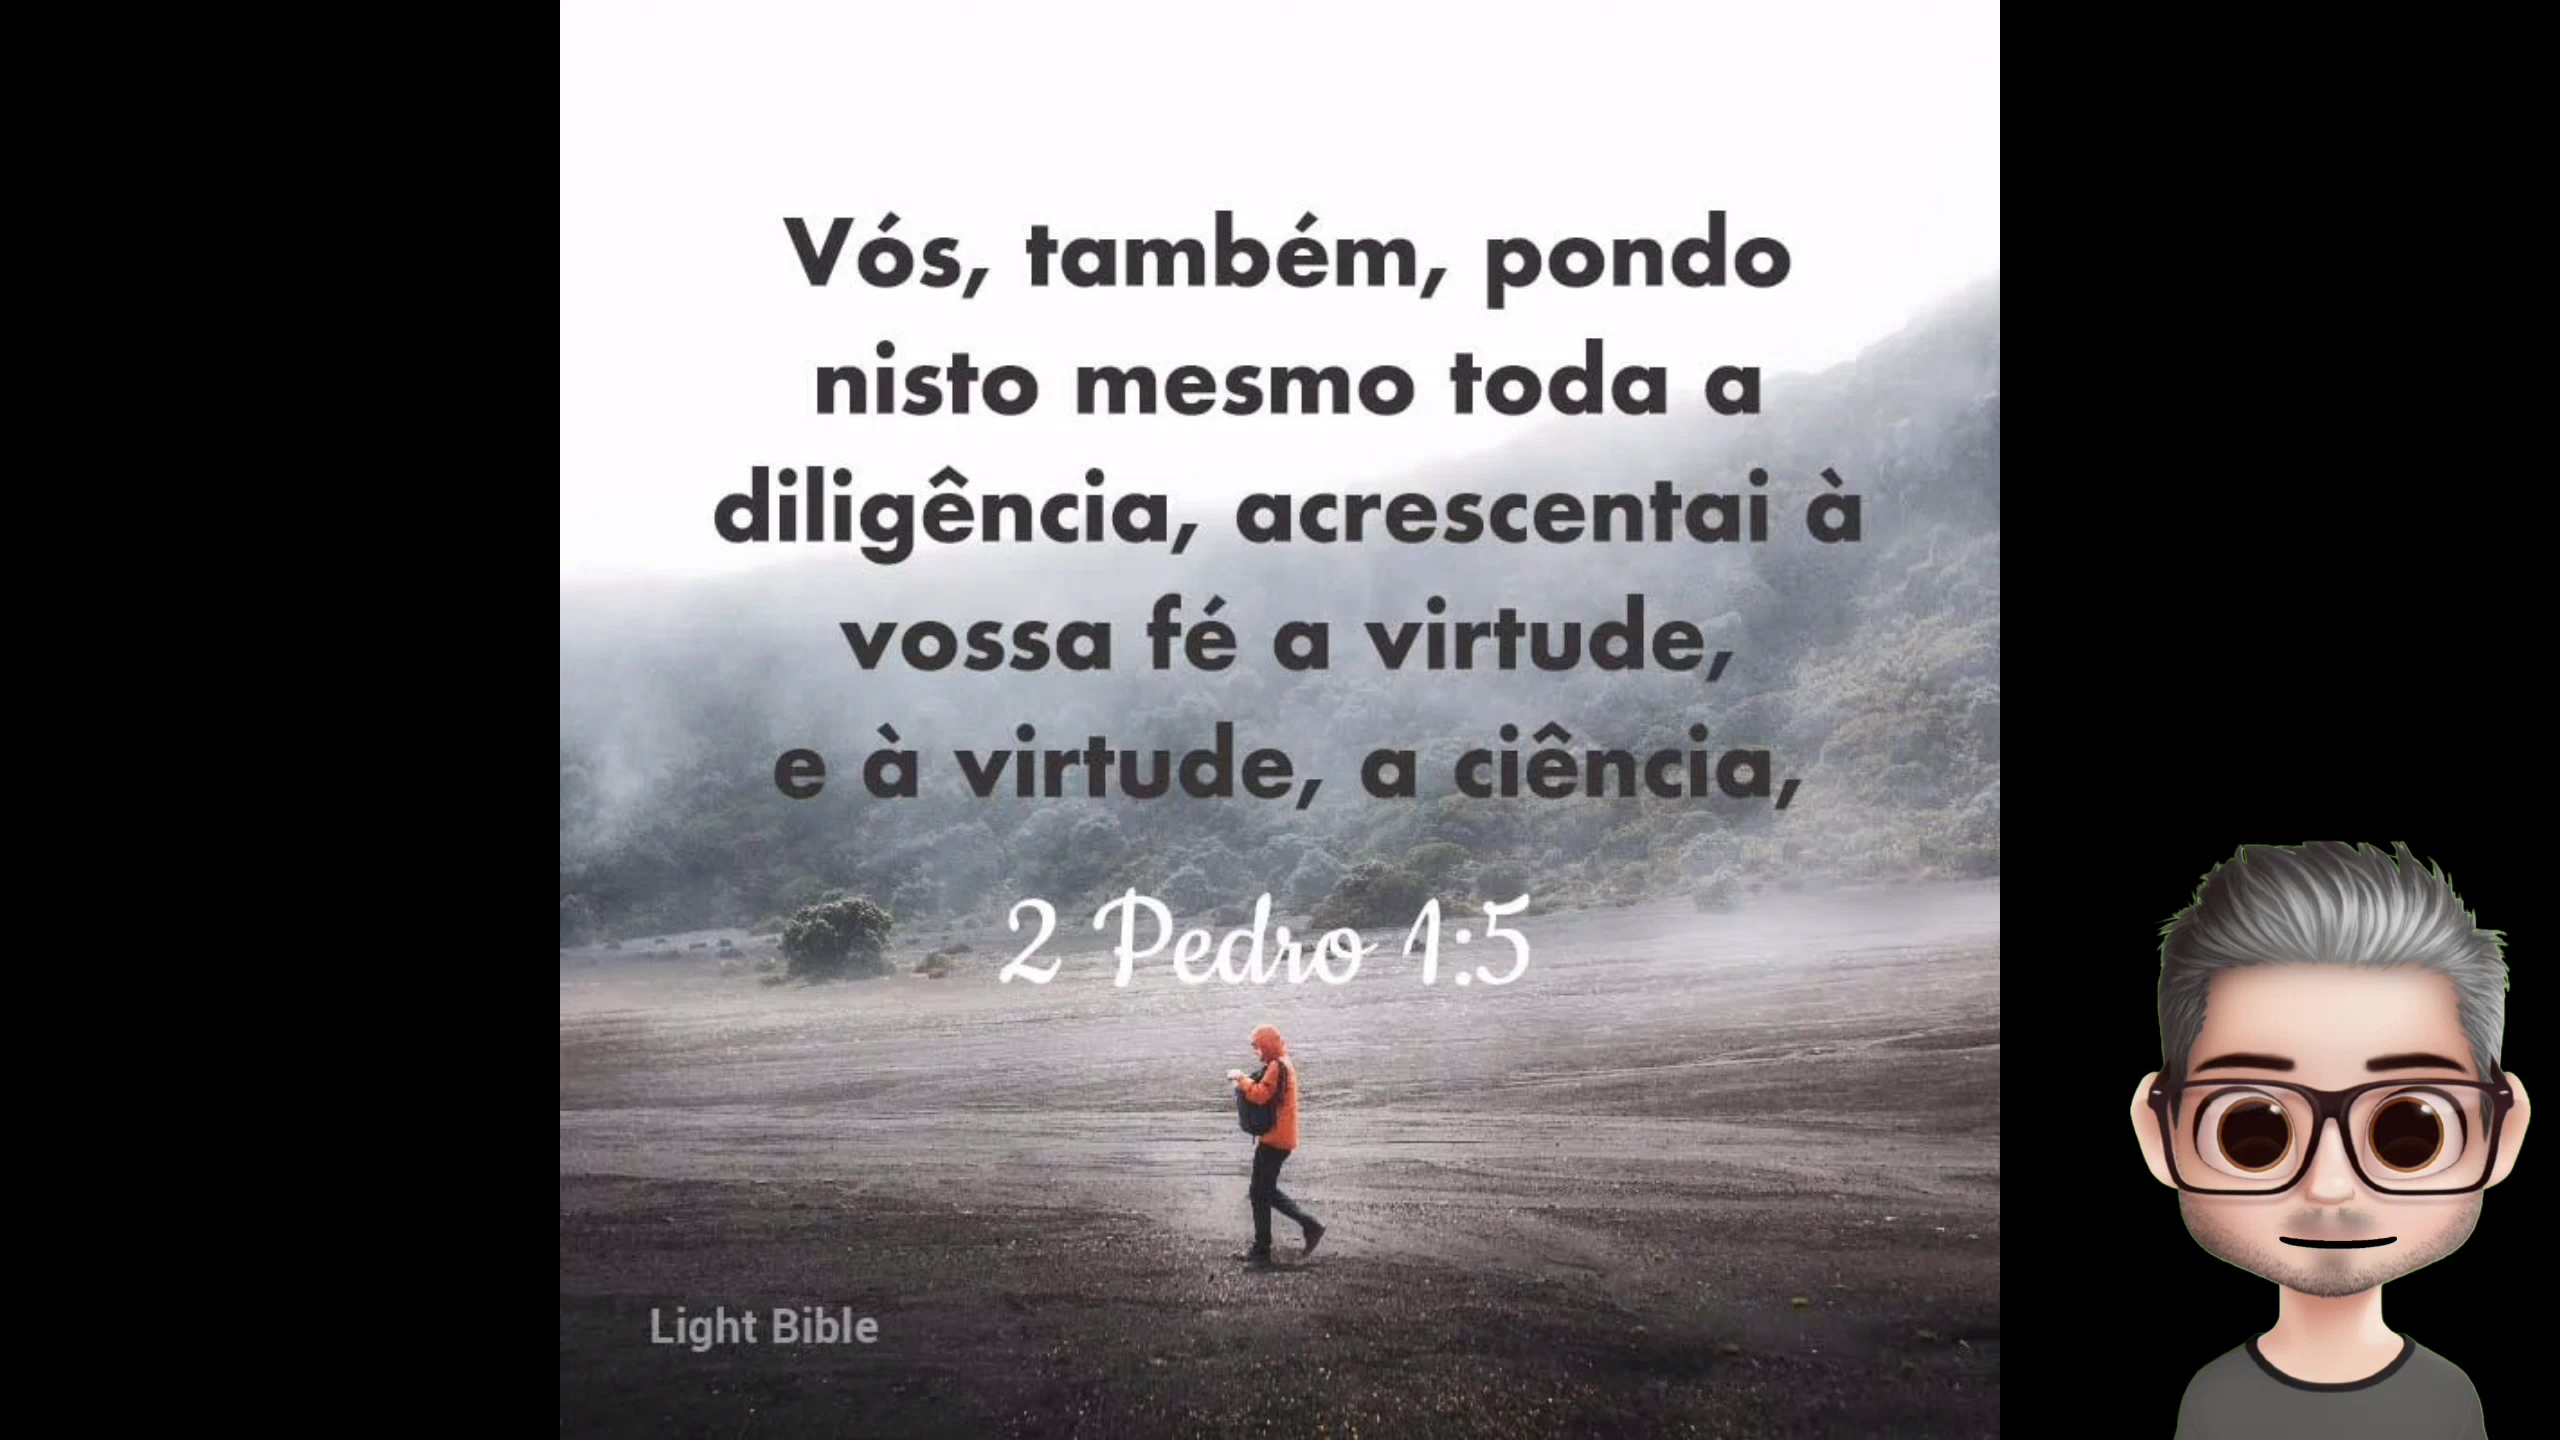 Vós, também, pondo
nisto mesmo toda a
diligência, acrescentai à
vossa fé a virtude,
e à virtude, a ciência,
2 Pedro 1:5
Light Bible